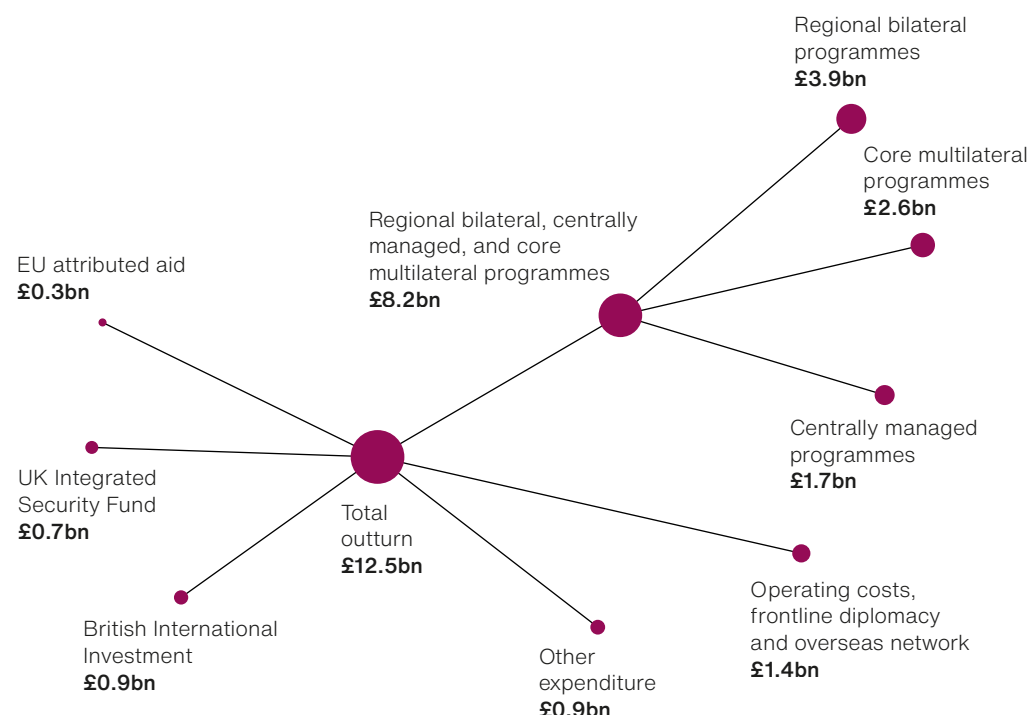 Regional bilateral
programmes
£3.9bn
Core multilateral
programmes
£2.6bn
Regional bilateral, centrally
managed, and core
multilateral programmes
£8.2bn
EU attributed aid
£0.3bn
Centrally managed
programmes
£1.7bn
UK Integrated
Security Fund
£0.7bn
Total
outturn
£12.5bn
Operating costs,
frontline diplomacy
and overseas network
£1.4bn
British International
Investment
£0.9bn
Other
expenditure
£0.9bn